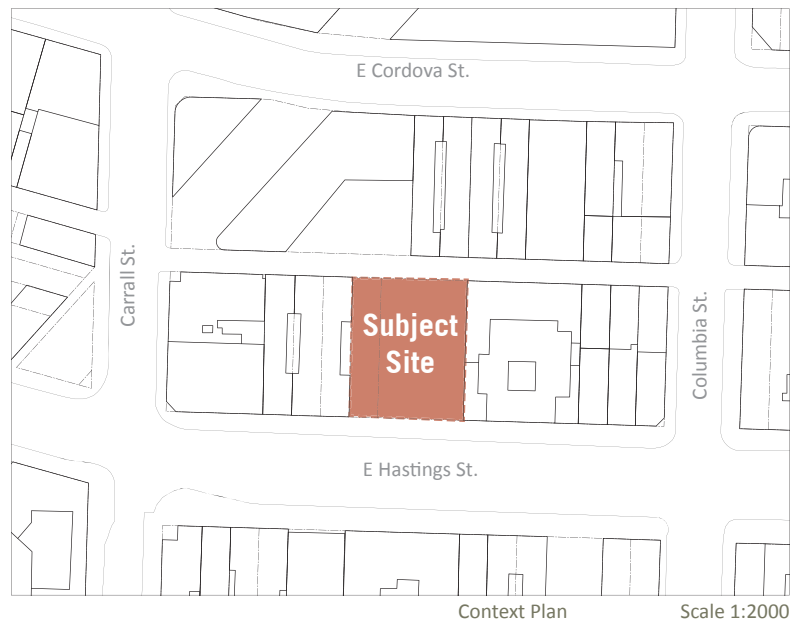 E Cordova St.
Carrall St.
Subject
Site
Columbia St.
E Hastings St.
Context Plan
Scale 1:2000